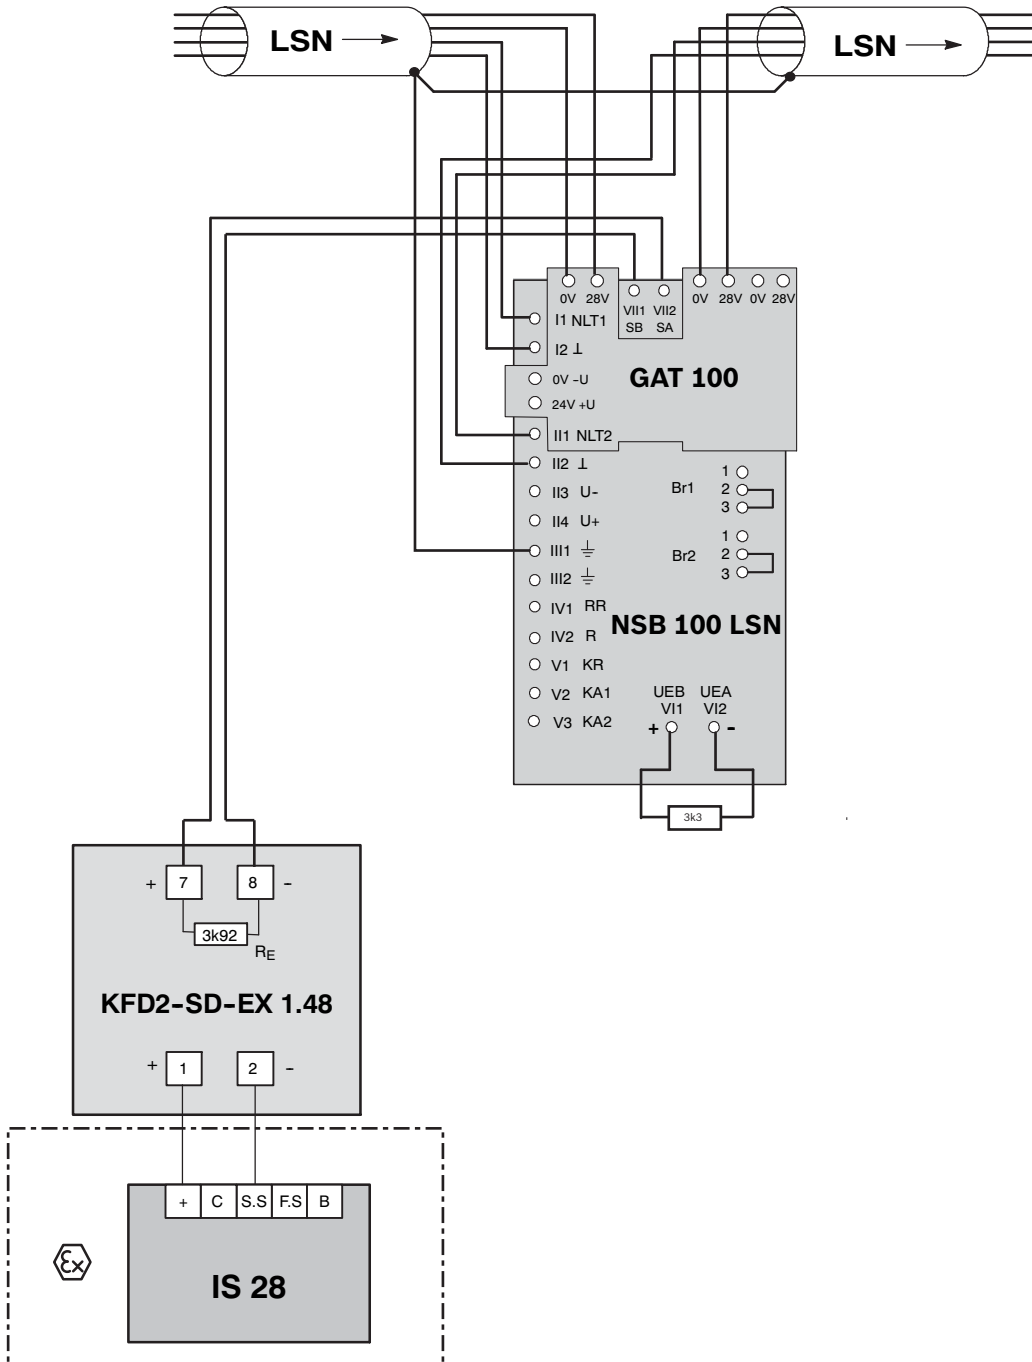 LSN
LSN
0V 28V
VII1 VII2
SB SA
0V 28V 0V 28V
I1 NLT1
I2 ⊥
GAT 100
0V -U
24V +U
II1 NLT2
II2 ⊥
II3 U-
II4 U+
III1 ⏚
III2 ⏚
Br1
1
2
3
Br2
1
2
3
IV1 RR
IV2 R
NSB 100 LSN
V1 KR
V2 KA1
V3 KA2
UEB UEA
VI1 VI2
+ -
3k3
+ 7 8 -
3k92
RE
KFD2-SD-EX 1.48
+ 1 2 -
+ C S.S F.S B
Ex
IS 28